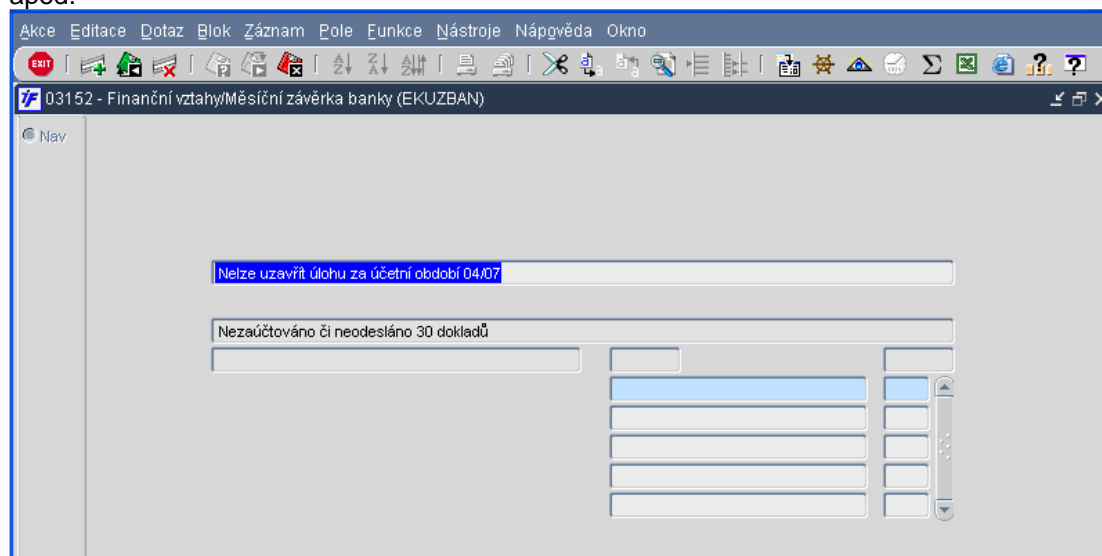 apod.
Akce Editace Dotaz Blok Záznam Pole Funkce Nástroje Nápověda Okno
EXIT
03152 - Finanční vztahy/Měsíční závěrka banky (EKUZBAN)
Nav
Nelze uzavřít úlohu za účetní období 04/07
Nezaúčtováno či neodesláno 30 dokladů